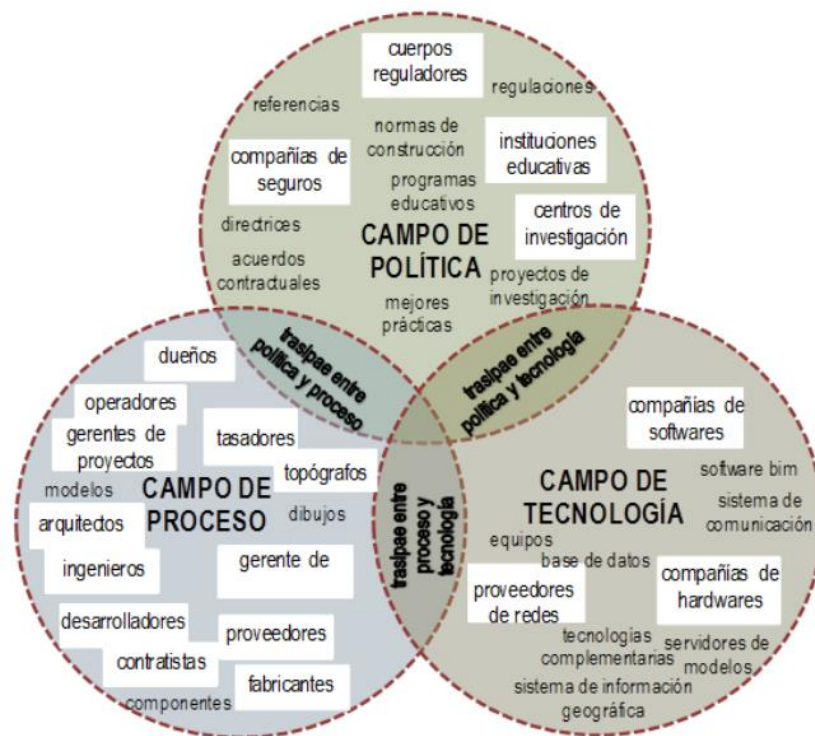 cuerpos
reguladores
regulaciones
referencias
normas de
construcción
instituciones
educativas
compañías de
seguros
programas
educativos
centros de
investigación
directrices
CAMPO DE
POLÍTICA
acuerdos
contractuales
proyectos de
investigación
mejores
prácticas
traslpae entre
política y proceso
traslpae entre
política y tecnología
traslpae entre
proceso y
tecnología
dueños
operadores
gerentes de
proyectos
tasadores
topógrafos
modelos
CAMPO DE
PROCESO
dibujos
arquitectos
ingenieros
gerente de
desarrolladores
proveedores
contratistas
fabricantes
componentes
compañías de
softwares
software bim
CAMPO DE
TECNOLOGÍA
sistema de
comunicación
equipos
base de datos
proveedores
de redes
compañías de
hardwares
tecnologías
complementarias
servidores de
modelos
sistema de información
geográfica